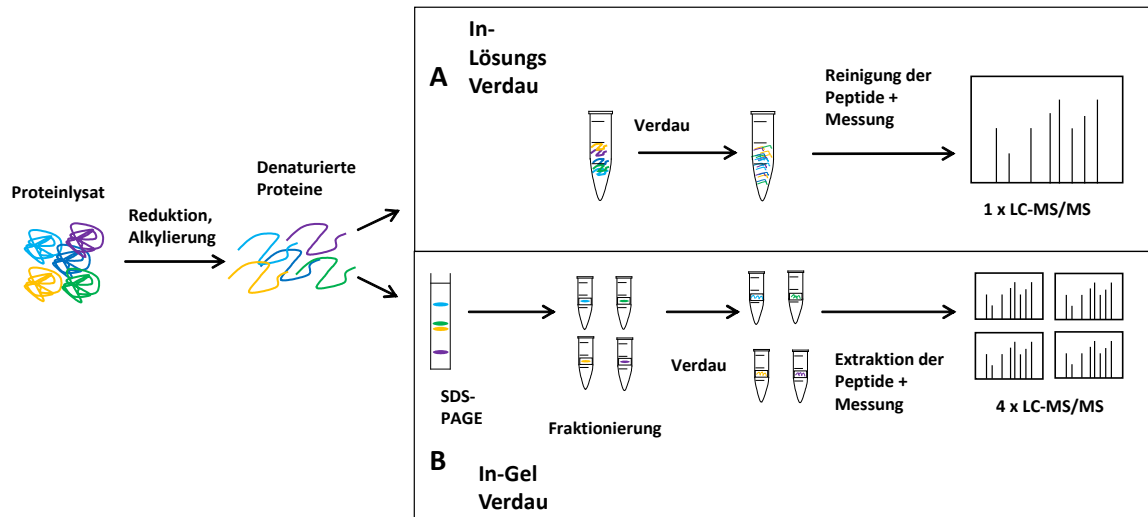 Proteinlysat
Reduktion,
Alkylierung
Denaturierte
Proteine
A
In-
Lösungs
Verdau
Verdau
Reinigung der
Peptide +
Messung
1 x LC-MS/MS
SDS-
PAGE
Fraktionierung
Verdau
Extraktion der
Peptide +
Messung
4 x LC-MS/MS
B
In-Gel
Verdau